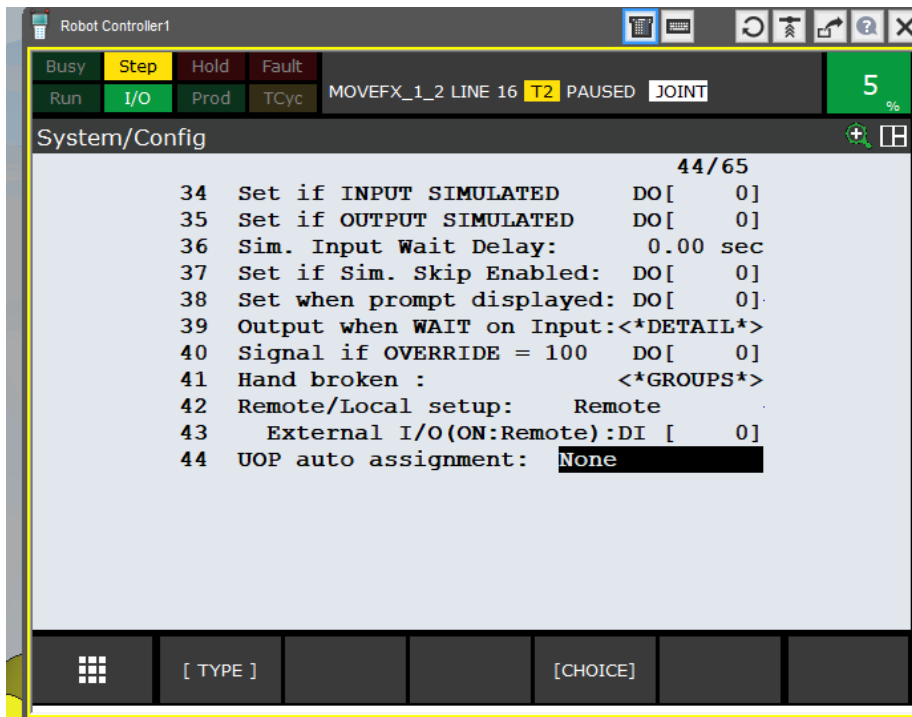 Robot Controller1
Busy Step Hold Fault
Run I/O Prod TCyc MOVEFX_1_2 LINE 16 T2 PAUSED JOINT 5 %
System/Config
44/65
34 Set if INPUT SIMULATED DO[ 0]
35 Set if OUTPUT SIMULATED DO[ 0]
36 Sim. Input Wait Delay: 0.00 sec
37 Set if Sim. Skip Enabled: DO[ 0]
38 Set when prompt displayed: DO[ 0]
39 Output when WAIT on Input:<*DETAIL*>
40 Signal if OVERRIDE = 100 DO[ 0]
41 Hand broken : <*GROUPS*>
42 Remote/Local setup: Remote
43 External I/O(ON:Remote):DI [ 0]
44 UOP auto assignment: None
[ TYPE ] [CHOICE]